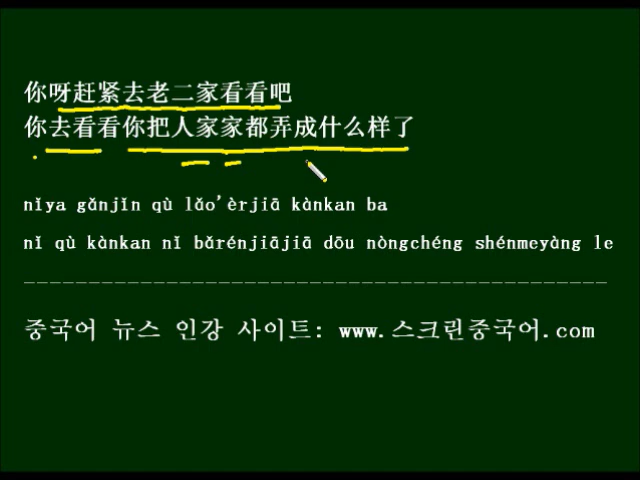 你呀赶紧去老二家看看吧
你去看看你把人家家都弄成什么样了
nǐya gǎnjǐn qù lǎo'èrjiā kànkan ba
nǐ qù kànkan nǐ bǎrénjiājiā dōu nòngchéng shénmeyàng le
중국어 뉴스 인강 사이트: www.스크린중국어.com